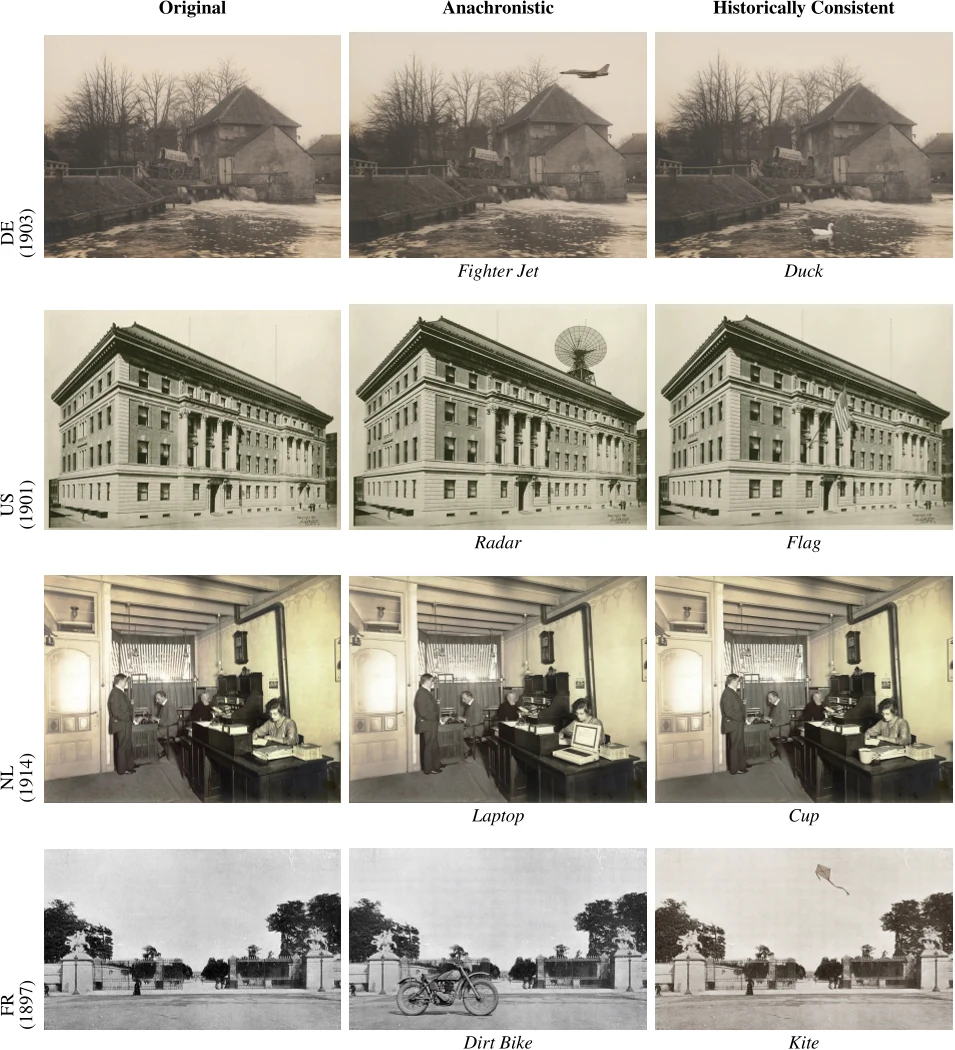 Original Anachronistic Historically Consistent
DE
(1903)
Fighter Jet Duck
US
(1901)
Radar Flag
NL
(1914)
Laptop Cup
FR
(1897)
Dirt Bike Kite